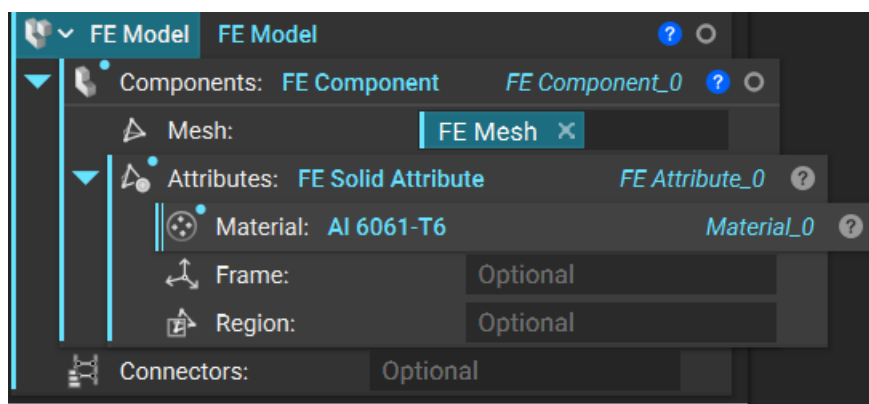 FE Model FE Model ?
Components: FE Component FE Component_0 ?
Mesh: FE Mesh ×
Attributes: FE Solid Attribute FE Attribute_0 ?
Material: Al 6061-T6 Material_0 ?
Frame: Optional
Region: Optional
Connectors: Optional